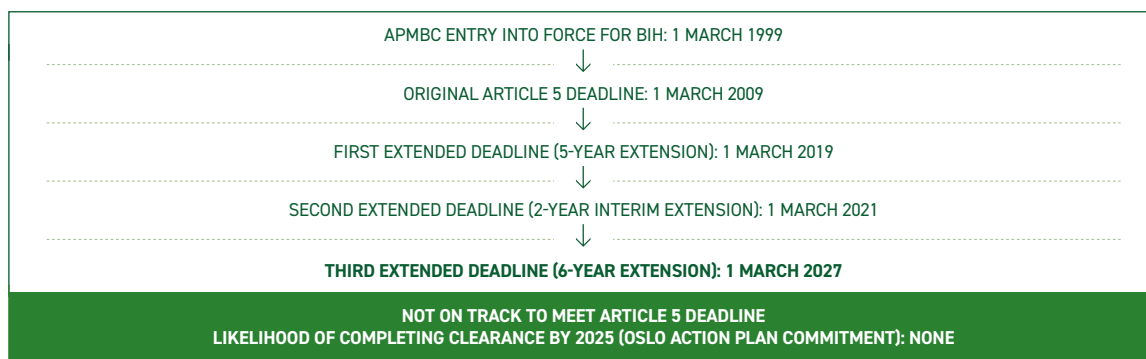 APMBC ENTRY INTO FORCE FOR BIH: 1 MARCH 1999
ORIGINAL ARTICLE 5 DEADLINE: 1 MARCH 2009
FIRST EXTENDED DEADLINE (5-YEAR EXTENSION): 1 MARCH 2019
SECOND EXTENDED DEADLINE (2-YEAR INTERIM EXTENSION): 1 MARCH 2021
THIRD EXTENDED DEADLINE (6-YEAR EXTENSION): 1 MARCH 2027
NOT ON TRACK TO MEET ARTICLE 5 DEADLINE
LIKELIHOOD OF COMPLETING CLEARANCE BY 2025 (OSLO ACTION PLAN COMMITMENT): NONE